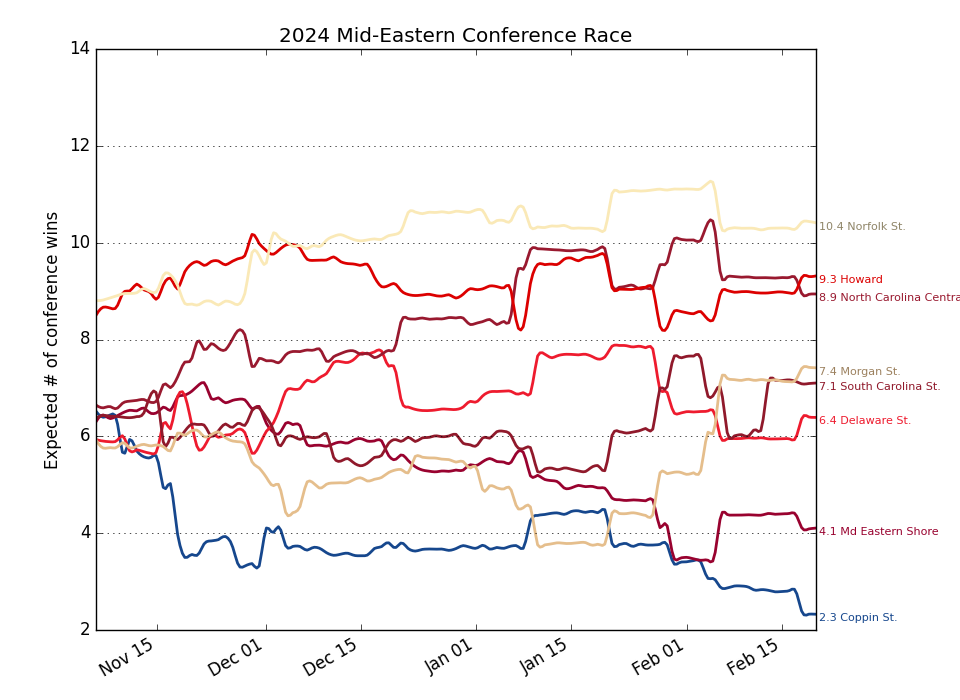 2024 Mid-Eastern Conference Race
Expected # of conference wins
14
12
10
8
6
4
2
10.4 Norfolk St.
9.3 Howard
8.9 North Carolina Centra
7.4 Morgan St.
7.1 South Carolina St.
6.4 Delaware St.
4.1 Md Eastern Shore
2.3 Coppin St.
Nov 15
Dec 01
Dec 15
Jan 01
Jan 15
Feb 01
Feb 15